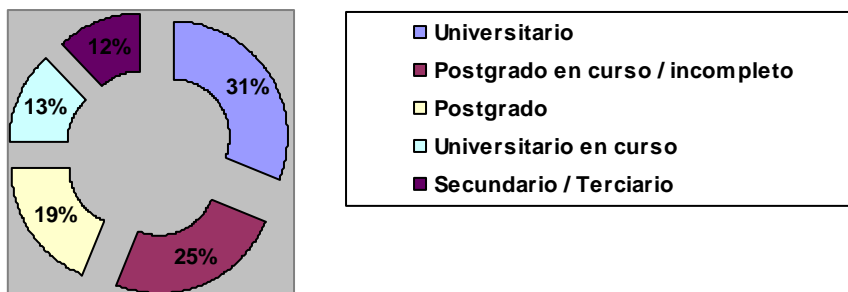 12%
31%
13%
19%
25%
Universitario
Postgrado en curso / incompleto
Postgrado
Universitario en curso
Secundario / Terciario